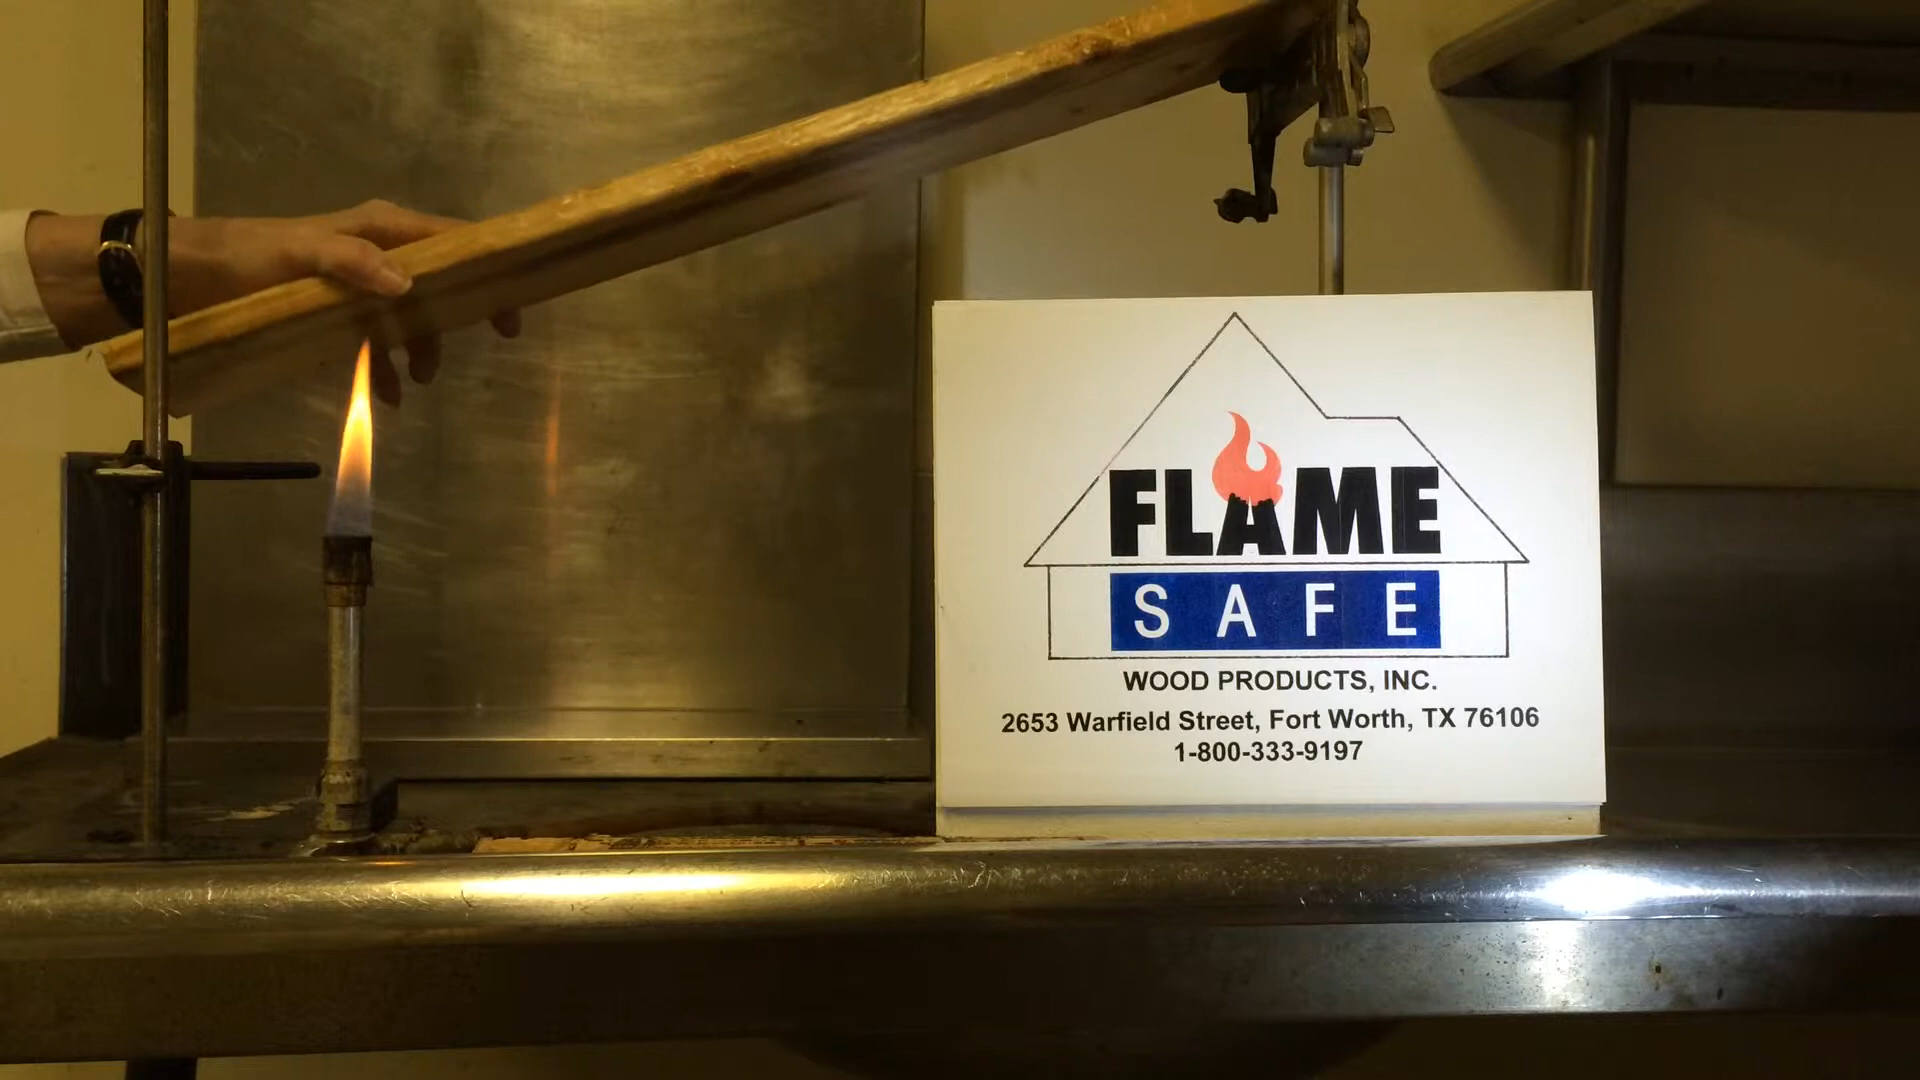 FLAME
SAFE
WOOD PRODUCTS, INC.
2653 Warfield Street, Fort Worth, TX 76106
1-800-333-9197